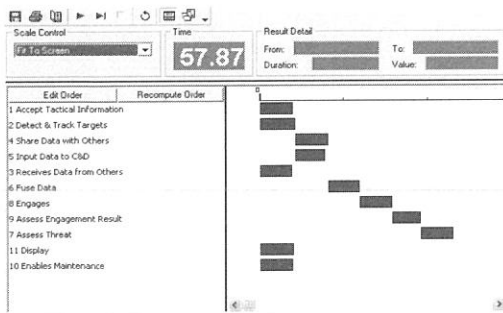 Scale Control
Fit To Screen
Time
57.87
Result Detail
From:
To:
Duration:
Value:
Edit Order
Recompute Order
0
1 Accept Tactical Information
2 Detect & Track Targets
4 Share Data with Others
5 Input Data to C&D
3 Receives Data from Others
6 Fuse Data
8 Engages
9 Assess Engagement Result
7 Assess Threat
11 Display
10 Enables Maintenance